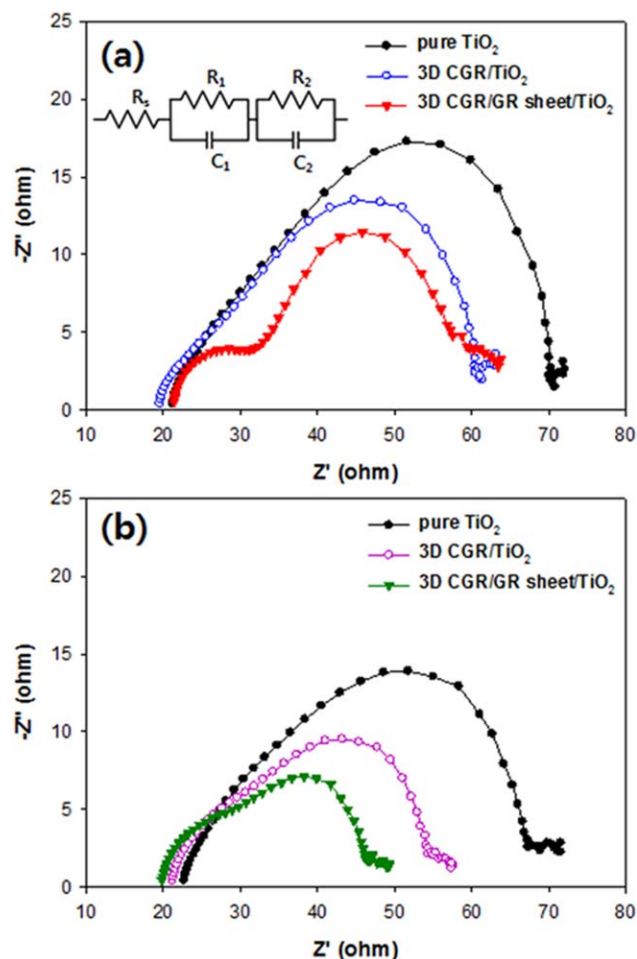 (a)
pure TiO₂
3D CGR/TiO₂
3D CGR/GR sheet/TiO₂
Rₛ
R₁
R₂
C₁
C₂
25
20
15
10
5
0
-Z" (ohm)
10 20 30 40 50 60 70 80
Z' (ohm)
(b)
pure TiO₂
3D CGR/TiO₂
3D CGR/GR sheet/TiO₂
25
20
15
10
5
0
-Z" (ohm)
10 20 30 40 50 60 70 80
Z' (ohm)